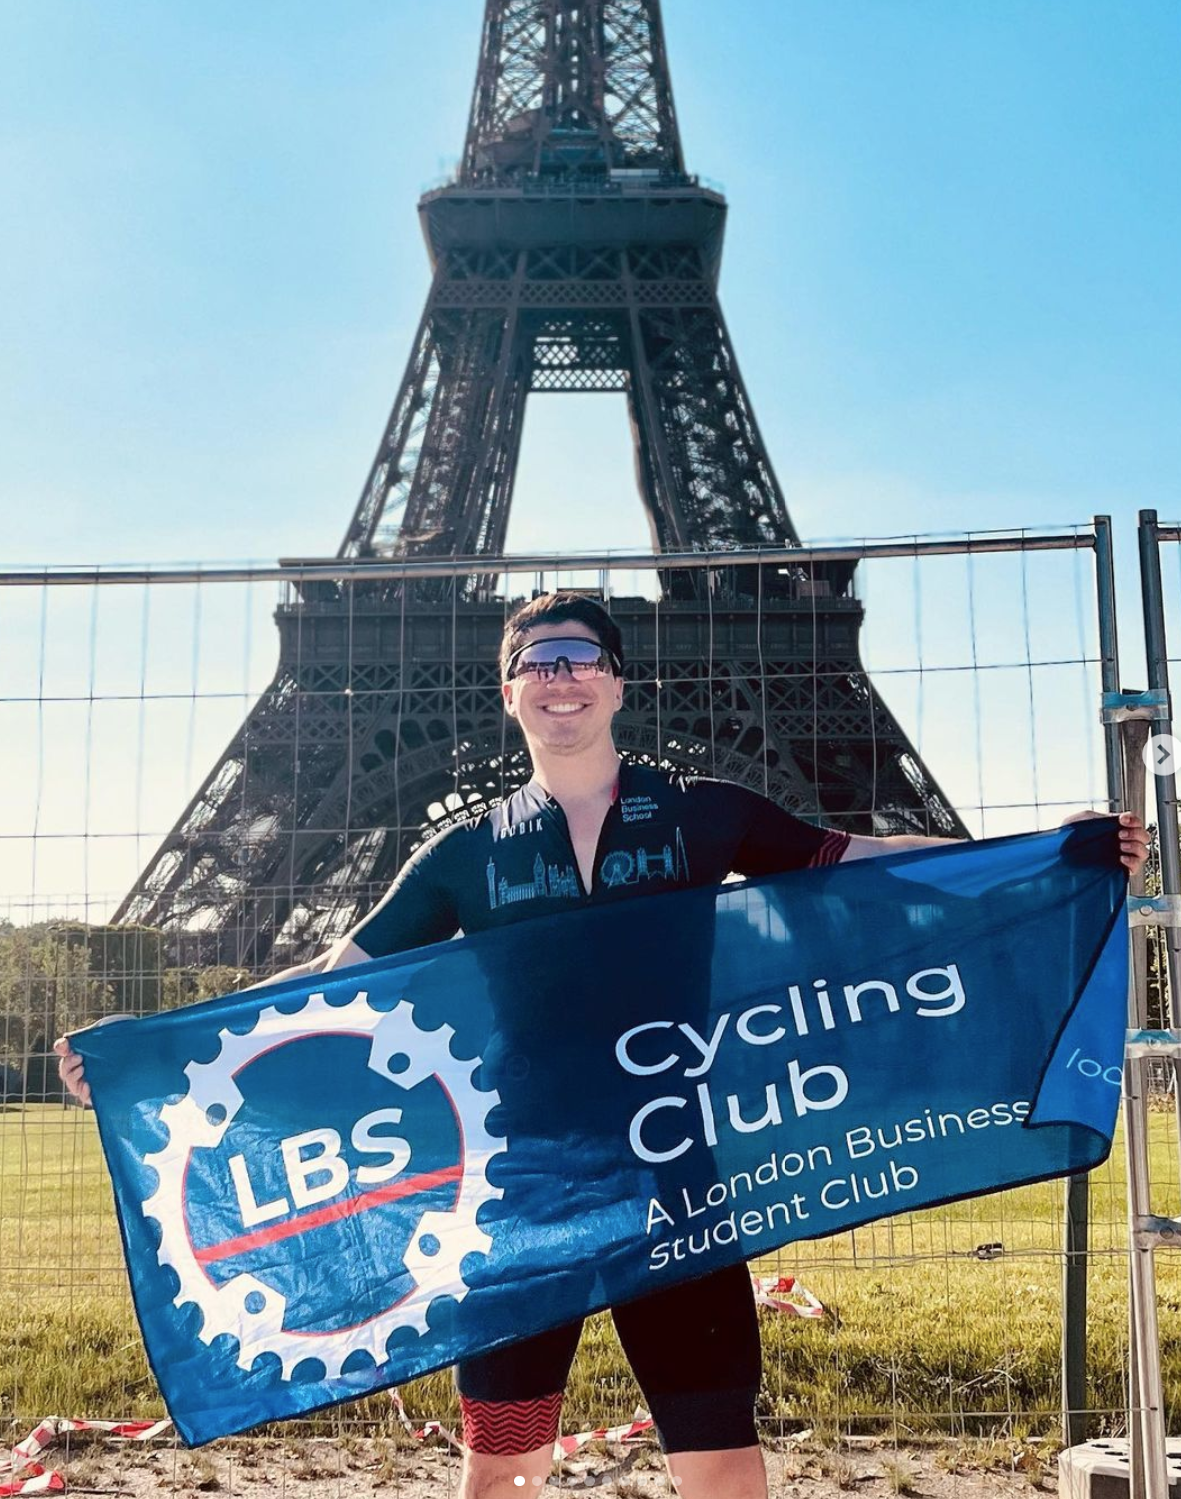 London
Business
School
LBS
Cycling
Club
A London Business
Student Club